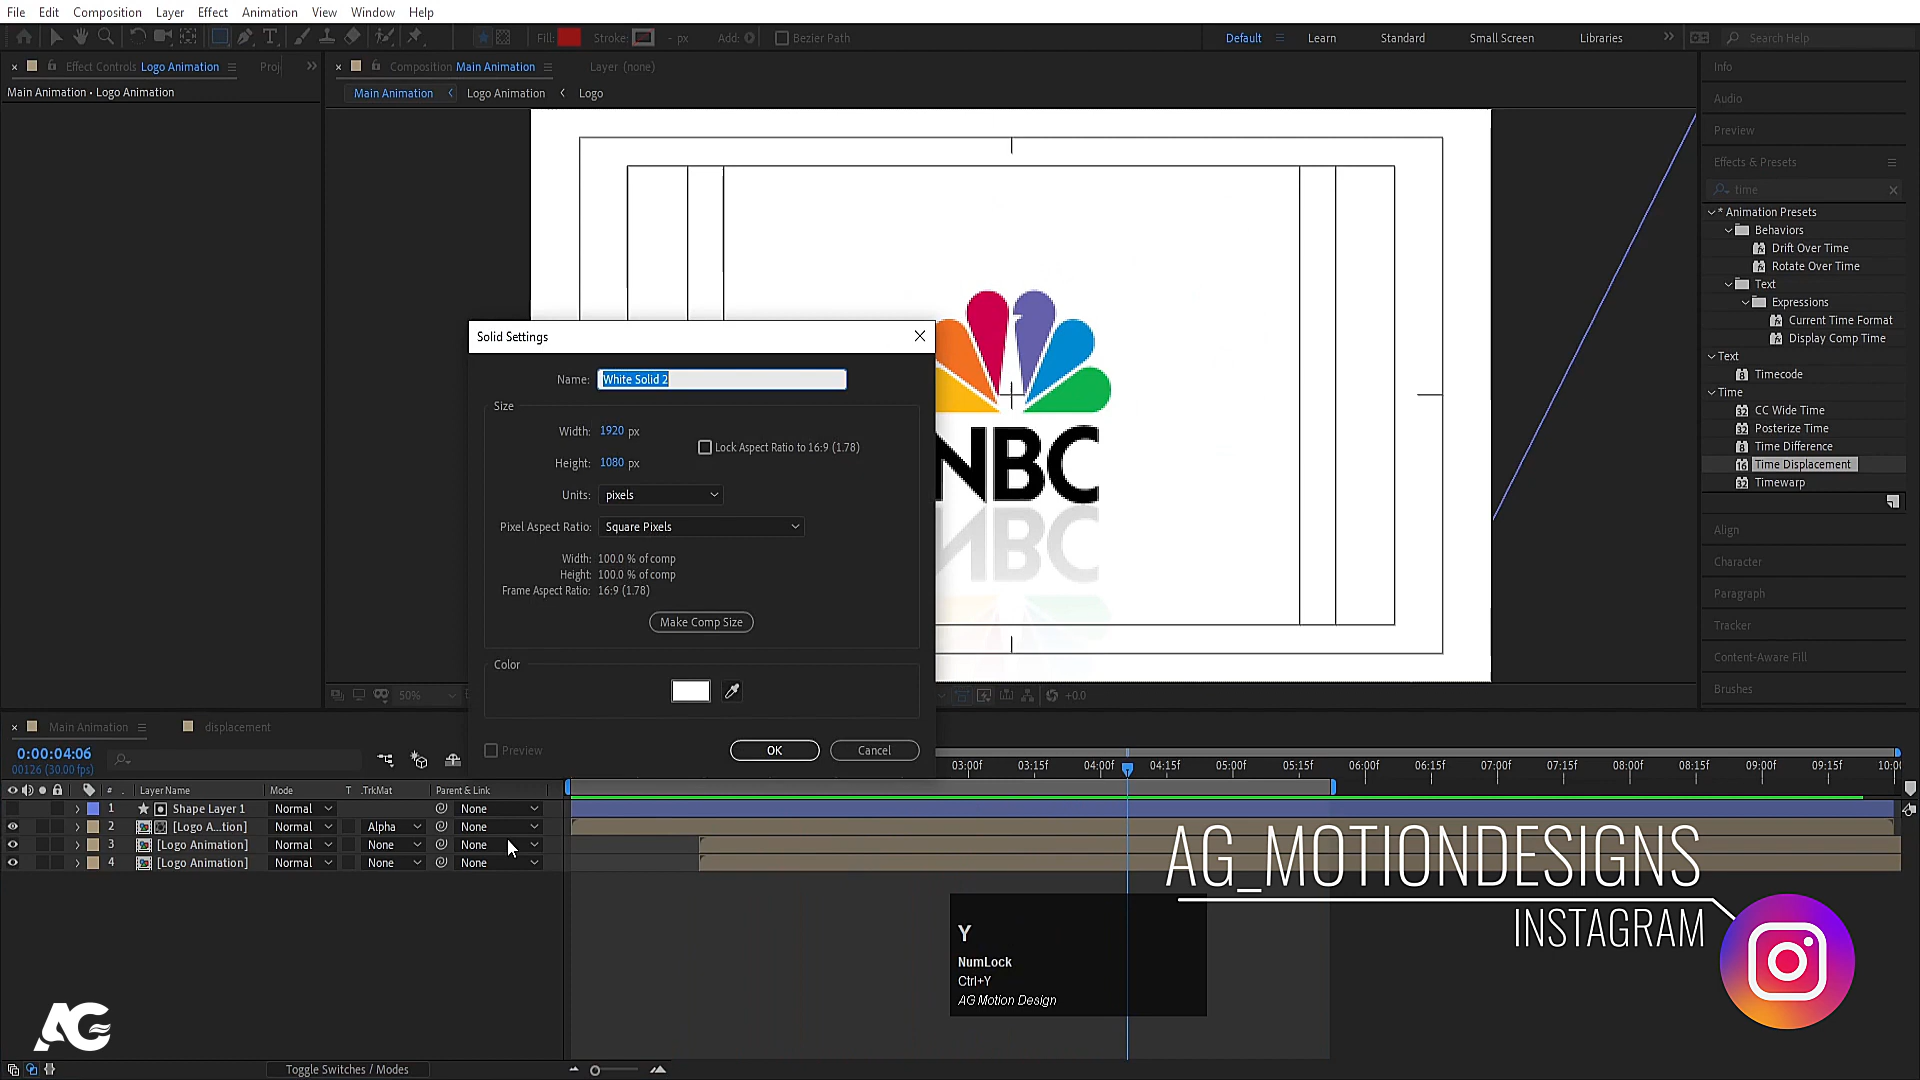 File Edit Composition Layer Effect Animation View Window Help
Fill: Stroke: - px Add: Bezier Path Default Learn Standard Small Screen Libraries Search Help
Effect Controls Logo Animation Proj Composition Main Animation Layer (none) Info
Main Animation • Logo Animation Main Animation Logo Animation Logo
Audio
Preview
Effects & Presets
time
* Animation Presets
Behaviors
Drift Over Time
Rotate Over Time
Text
Expressions
Current Time Format
Display Comp Time
Text
Timecode
Time
CC Wide Time
Posterize Time
Time Difference
Time Displacement
Timewarp
Align
Character
Paragraph
Tracker
Content-Aware Fill
Brushes
NBC
Solid Settings
Name: White Solid 2
Size
Width: 1920 px
Lock Aspect Ratio to 16:9 (1.78)
Height: 1080 px
Units: pixels
Pixel Aspect Ratio: Square Pixels
Width: 100.0 % of comp
Height: 100.0 % of comp
Frame Aspect Ratio: 16:9 (1.78)
Make Comp Size
Color
Preview OK Cancel
50% +0.0
Main Animation displacement
0:00:04:06
00126 (30.00 fps)
03:00f 03:15f 04:00f 04:15f 05:00f 05:15f 06:00f 06:15f 07:00f 07:15f 08:00f 08:15f 09:00f 09:15f 10:0
# Layer Name Mode T .TrkMat Parent & Link
1 Shape Layer 1 Normal None
2 [Logo A...tion] Normal Alpha None
3 [Logo Animation] Normal None None
4 [Logo Animation] Normal None None
AG_MOTIONDESIGNS
INSTAGRAM
Y
NumLock
Ctrl+Y
AG Motion Design
AG
Toggle Switches / Modes